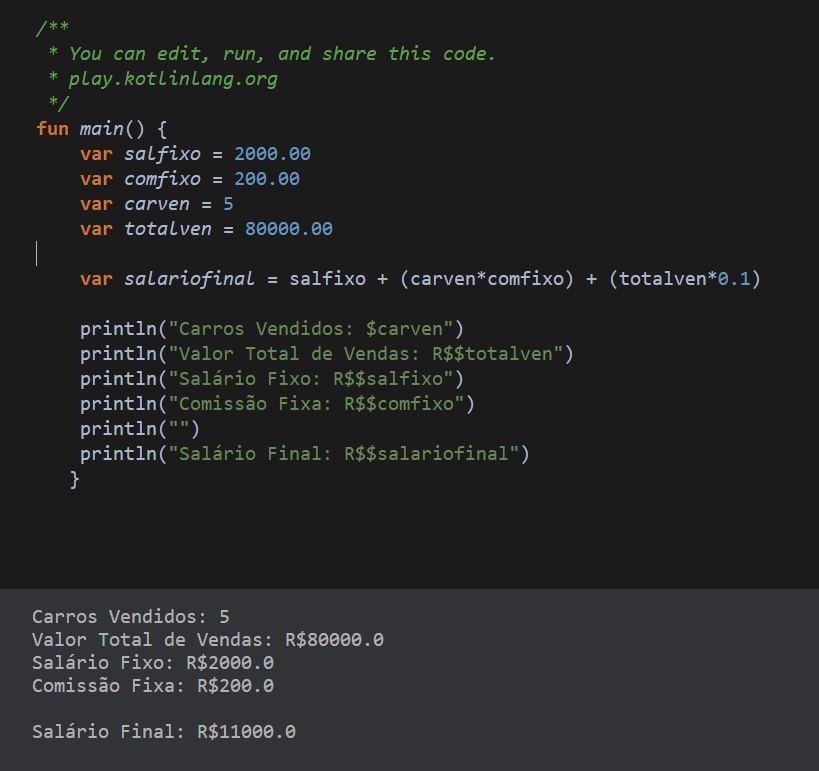 /**
 * You can edit, run, and share this code.
 * play.kotlinlang.org
 */
fun main() {
    var salfixo = 2000.00
    var comfixo = 200.00
    var carven = 5
    var totalven = 80000.00

    var salariofinal = salfixo + (carven*comfixo) + (totalven*0.1)

    println("Carros Vendidos: $carven")
    println("Valor Total de Vendas: R$$totalven")
    println("Salário Fixo: R$$salfixo")
    println("Comissão Fixa: R$$comfixo")
    println("")
    println("Salário Final: R$$salariofinal")
   }
Carros Vendidos: 5
Valor Total de Vendas: R$80000.0
Salário Fixo: R$2000.0
Comissão Fixa: R$200.0

Salário Final: R$11000.0